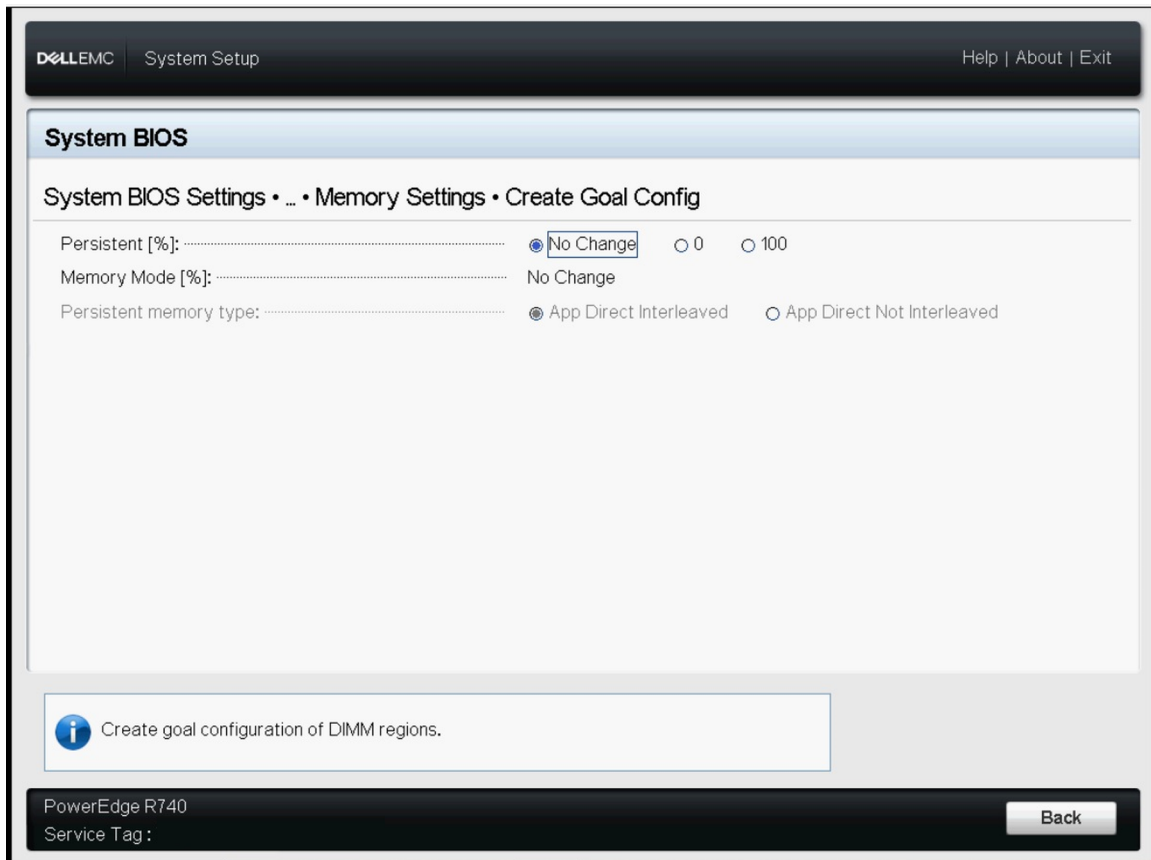 DELLEMC System Setup Help | About | Exit
System BIOS
System BIOS Settings • ... • Memory Settings • Create Goal Config
Persistent [%]: No Change 0 100
Memory Mode [%]: No Change
Persistent memory type: App Direct Interleaved App Direct Not Interleaved
Create goal configuration of DIMM regions.
PowerEdge R740
Service Tag :
Back